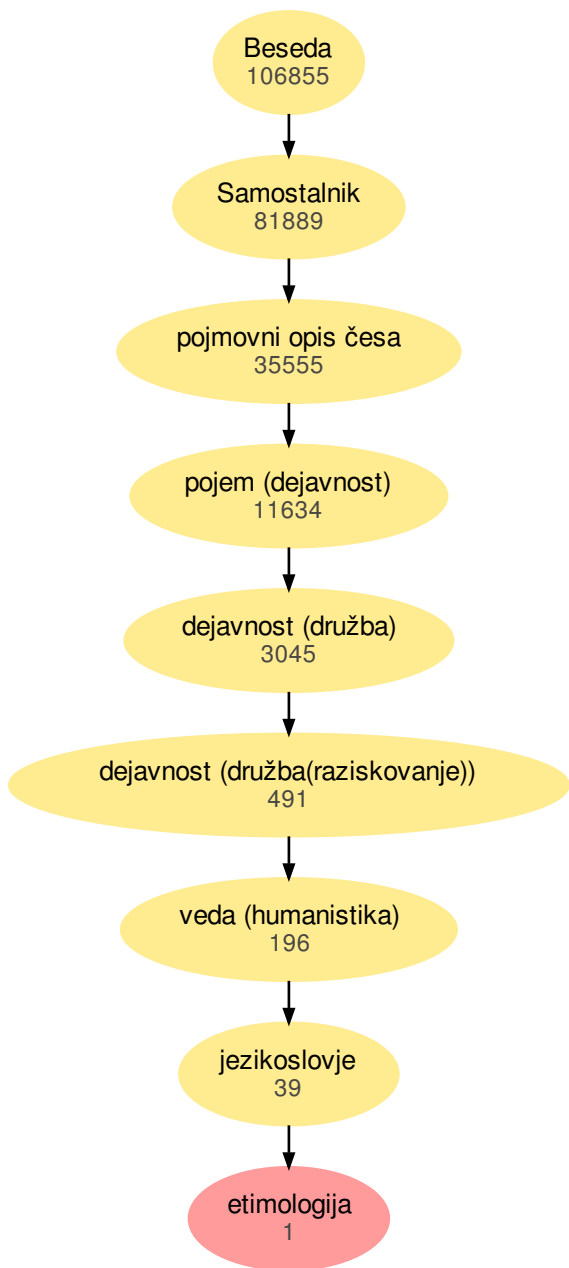 Beseda
106855
Samostalnik
81889
pojmovni opis česa
35555
pojem (dejavnost)
11634
dejavnost (družba)
3045
dejavnost (družba(raziskovanje))
491
veda (humanistika)
196
jezikoslovje
39
etimologija
1